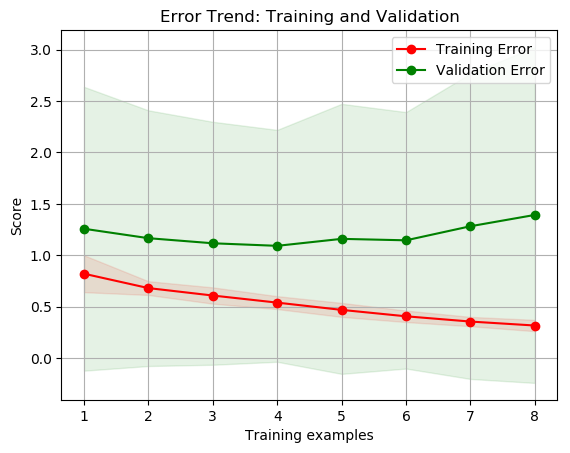 Error Trend: Training and Validation
Training Error
Validation Error
3.0
2.5
2.0
1.5
1.0
0.5
0.0
Score
1 2 3 4 5 6 7 8
Training examples